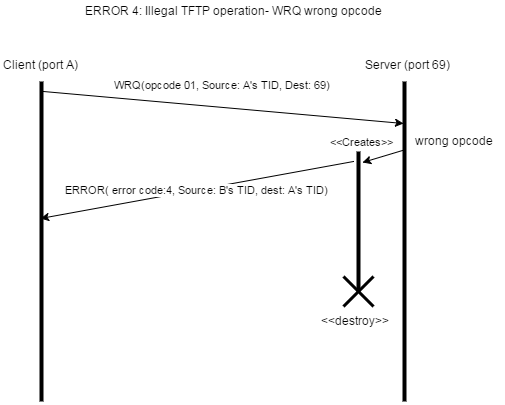 ERROR 4: Illegal TFTP operation- WRQ wrong opcode
Client (port A)
Server (port 69)
WRQ(opcode 01, Source: A's TID, Dest: 69)
<<Creates>>
wrong opcode
ERROR( error code:4, Source: B's TID, dest: A's TID)
<<destroy>>